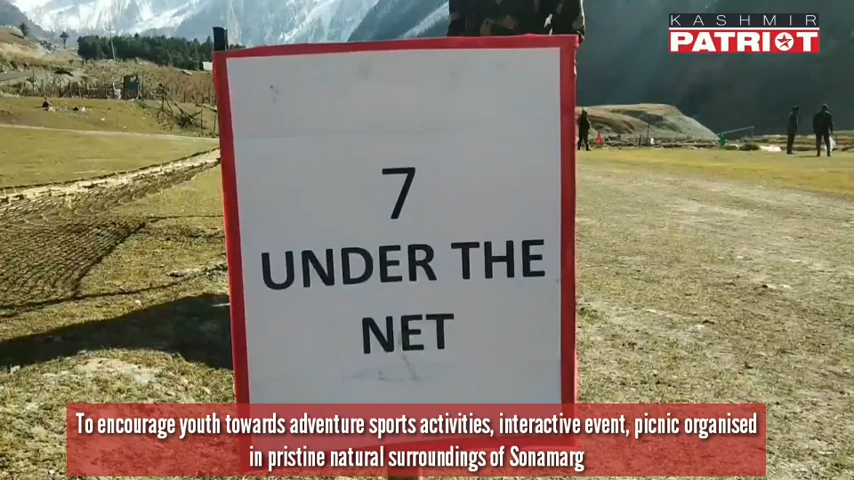 KASHMIR
PATRIOT
7
UNDER THE
NET
To encourage youth towards adventure sports activities, interactive event, picnic organised
in pristine natural surroundings of Sonamarg